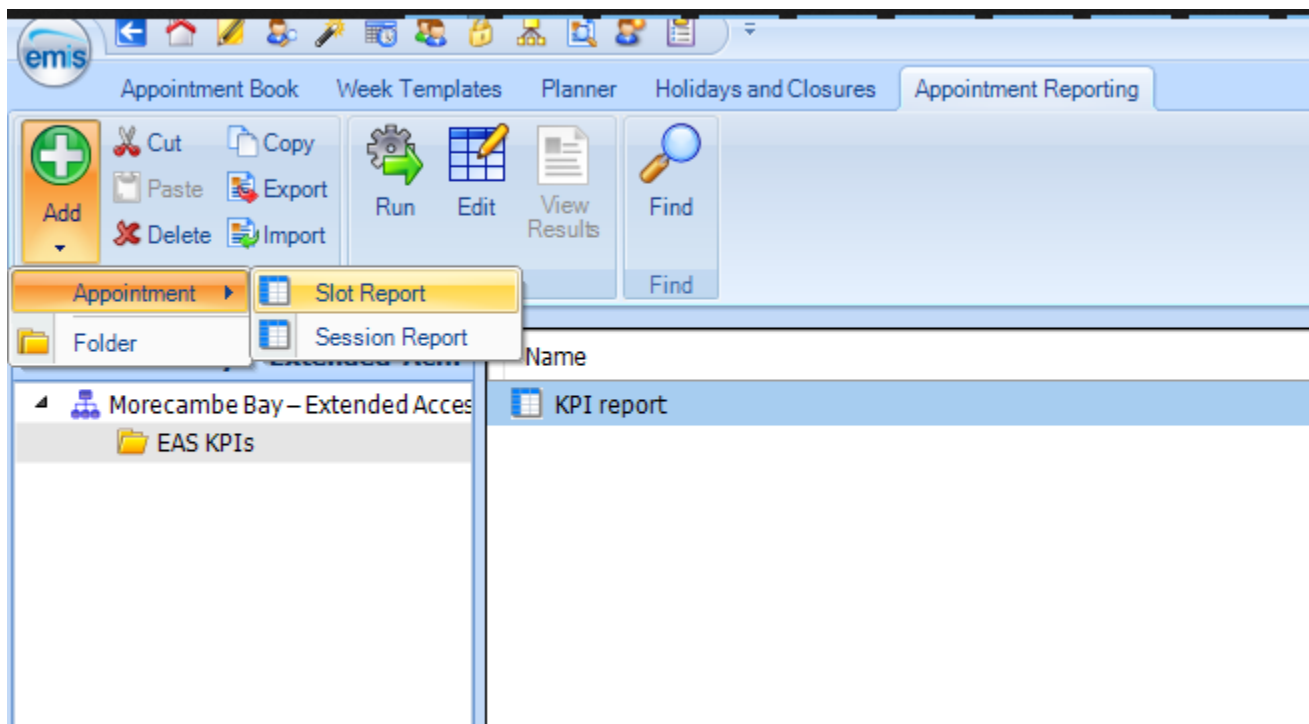 emis
Appointment Book Week Templates Planner Holidays and Closures Appointment Reporting
Add
Cut Copy
Paste Export
Delete Import
Run Edit View Results
Find
Find
Appointment Slot Report
Folder Session Report
Name
Morecambe Bay – Extended Acces
EAS KPIs
KPI report